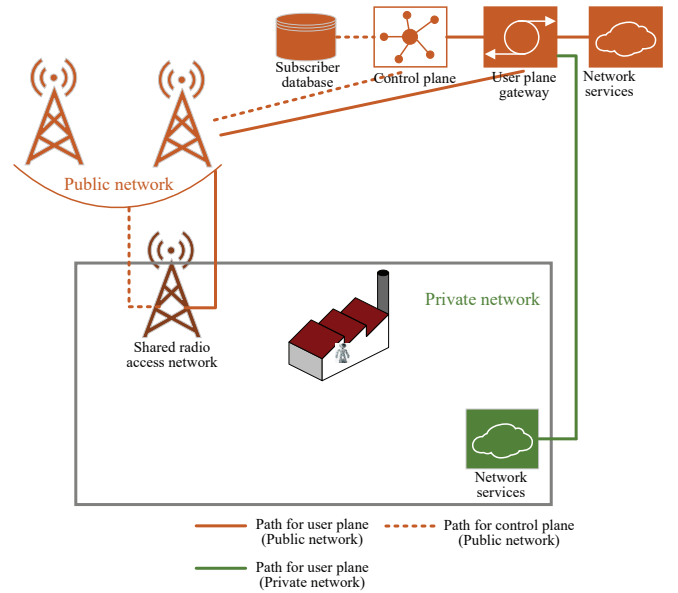 Subscriber
database
Control plane
User plane
gateway
Network
services
Public network
Private network
Shared radio
access network
Network
services
Path for user plane
(Public network)
Path for control plane
(Public network)
Path for user plane
(Private network)